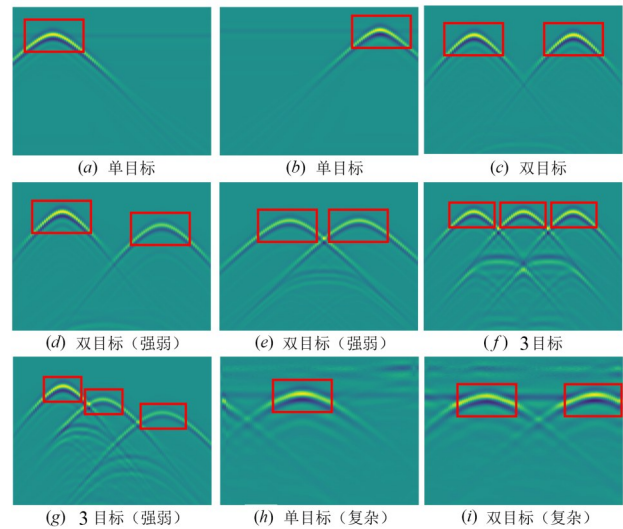 (a) 单目标
(b) 单目标
(c) 双目标
(d) 双目标（强弱）
(e) 双目标（强弱）
(f) 3目标
(g) 3目标（强弱）
(h) 单目标（复杂）
(i) 双目标（复杂）